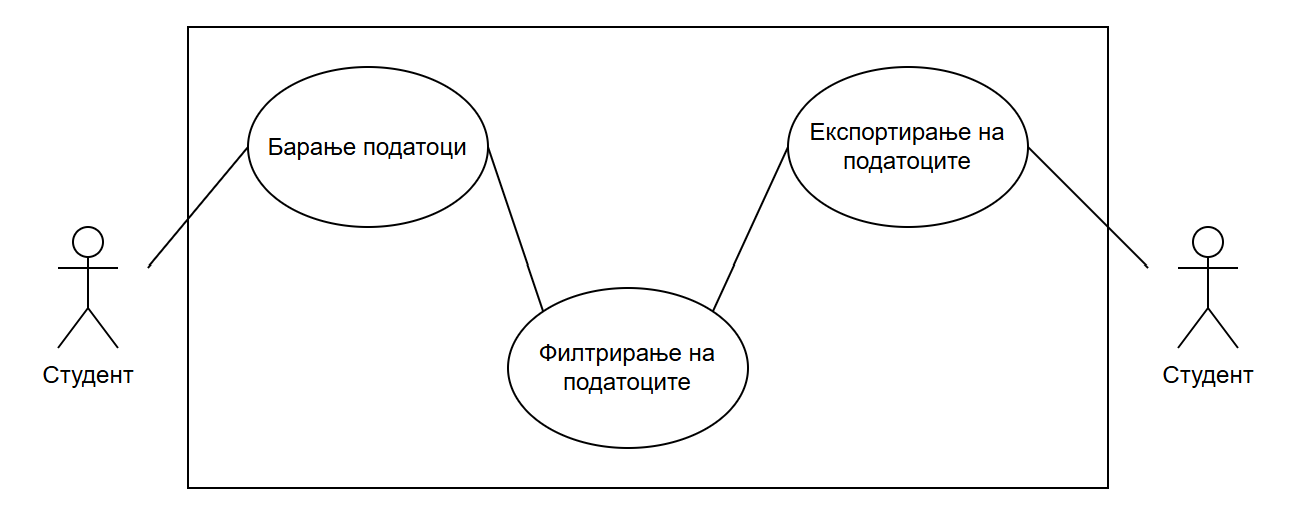 Барање податоци
Експортирање на
податоците
Филтрирање на
податоците
Студент
Студент